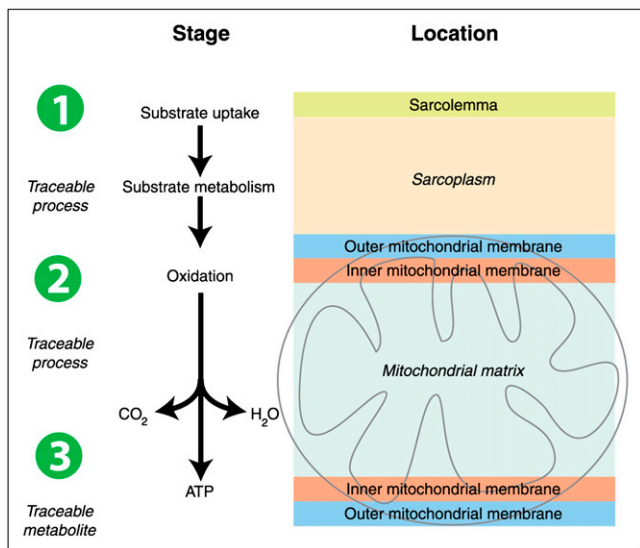 Stage
Location
1
Substrate uptake
Sarcolemma
Traceable
process
Substrate metabolism
Sarcoplasm
Outer mitochondrial membrane
2
Oxidation
Inner mitochondrial membrane
Traceable
process
Mitochondrial matrix
CO₂
H₂O
3
ATP
Inner mitochondrial membrane
Traceable
metabolite
Outer mitochondrial membrane